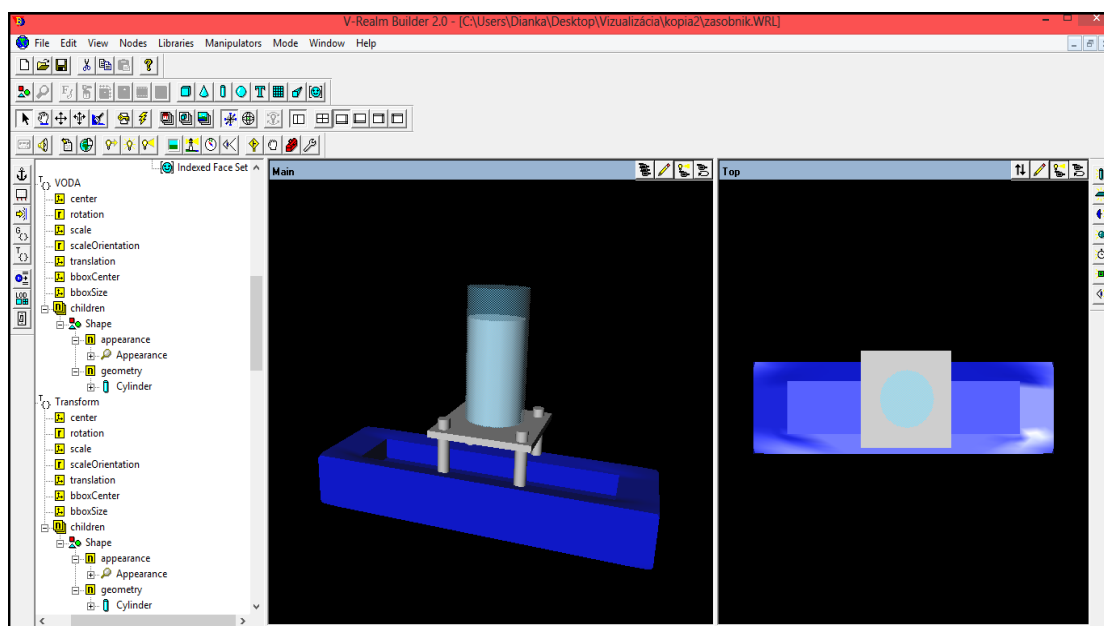 V-Realm Builder 2.0 - [C:\Users\Dianka\Desktop\Vizualizácia\kopia2\zasobnik.WRL]
File Edit View Nodes Libraries Manipulators Mode Window Help
Indexed Face Set
VODA
center
rotation
scale
scaleOrientation
translation
bboxCenter
bboxSize
children
Shape
appearance
Appearance
geometry
Cylinder
Transform
center
rotation
scale
scaleOrientation
translation
bboxCenter
bboxSize
children
Shape
appearance
Appearance
geometry
Cylinder
Main
Top